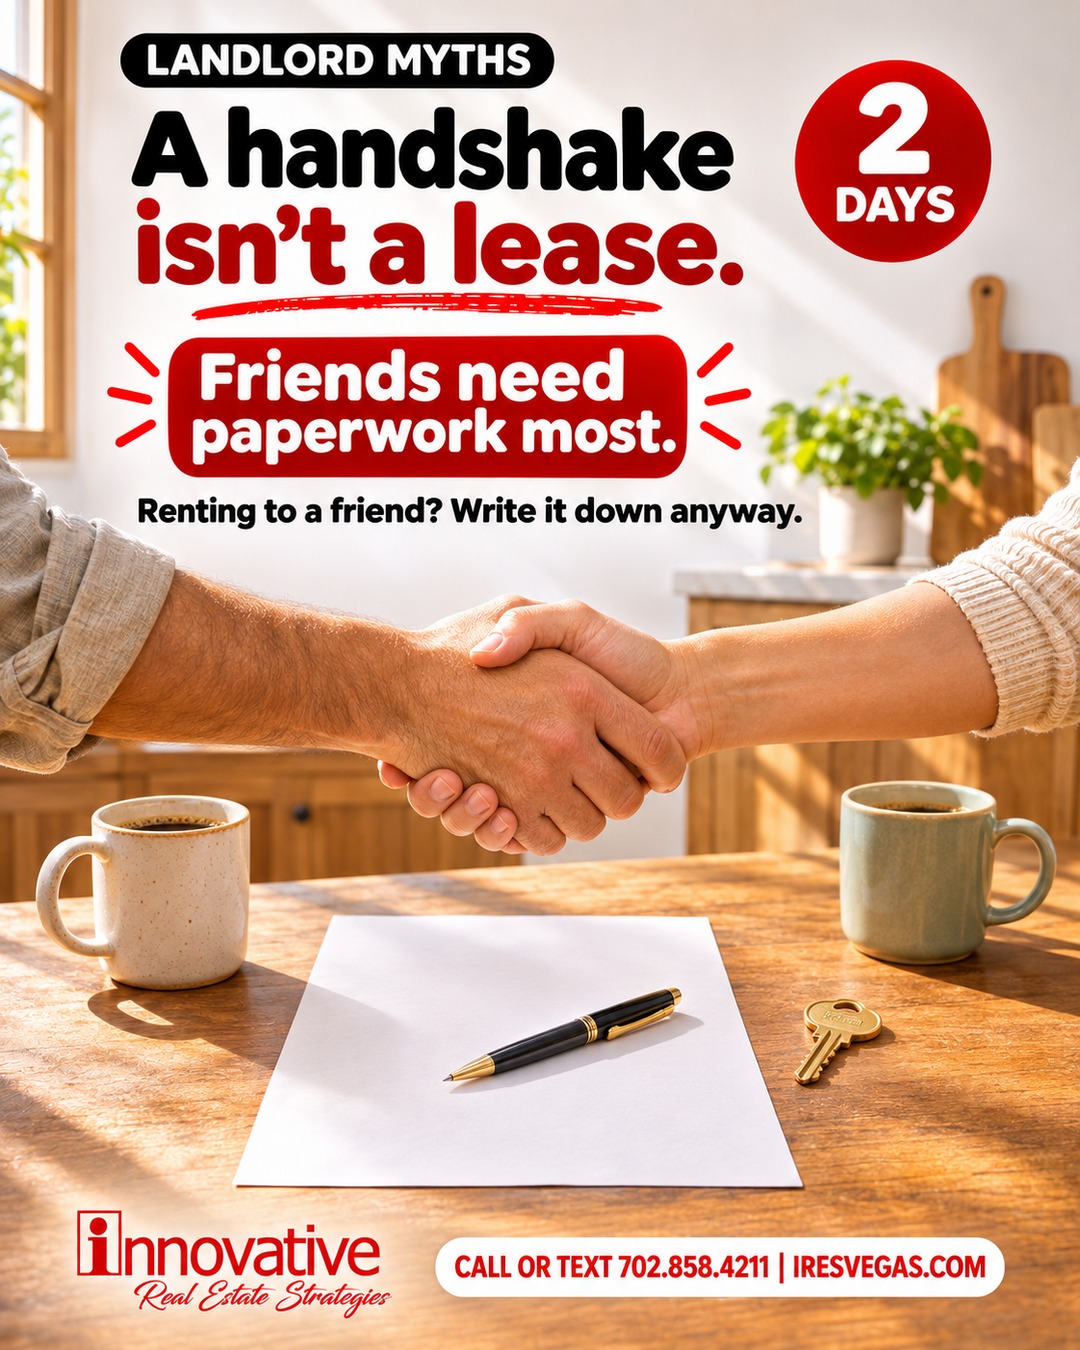 LANDLORD MYTHS
A handshake
isn't a lease.
2
DAYS
Friends need
paperwork most.
Renting to a friend? Write it down anyway.
innovative
Real Estate Strategies
CALL OR TEXT 702.858.4211 | IRESVEGAS.COM